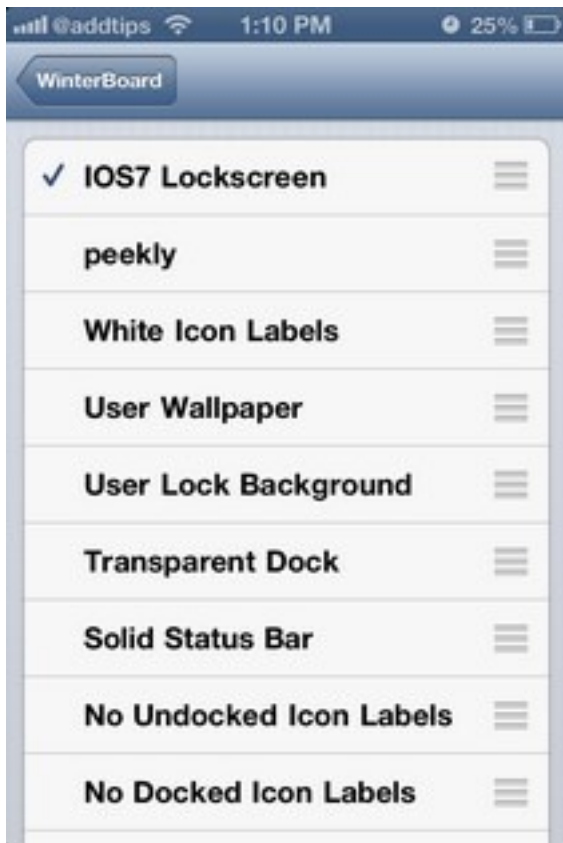 @addtips 1:10 PM 25%
WinterBoard
IOS7 Lockscreen
peekly
White Icon Labels
User Wallpaper
User Lock Background
Transparent Dock
Solid Status Bar
No Undocked Icon Labels
No Docked Icon Labels